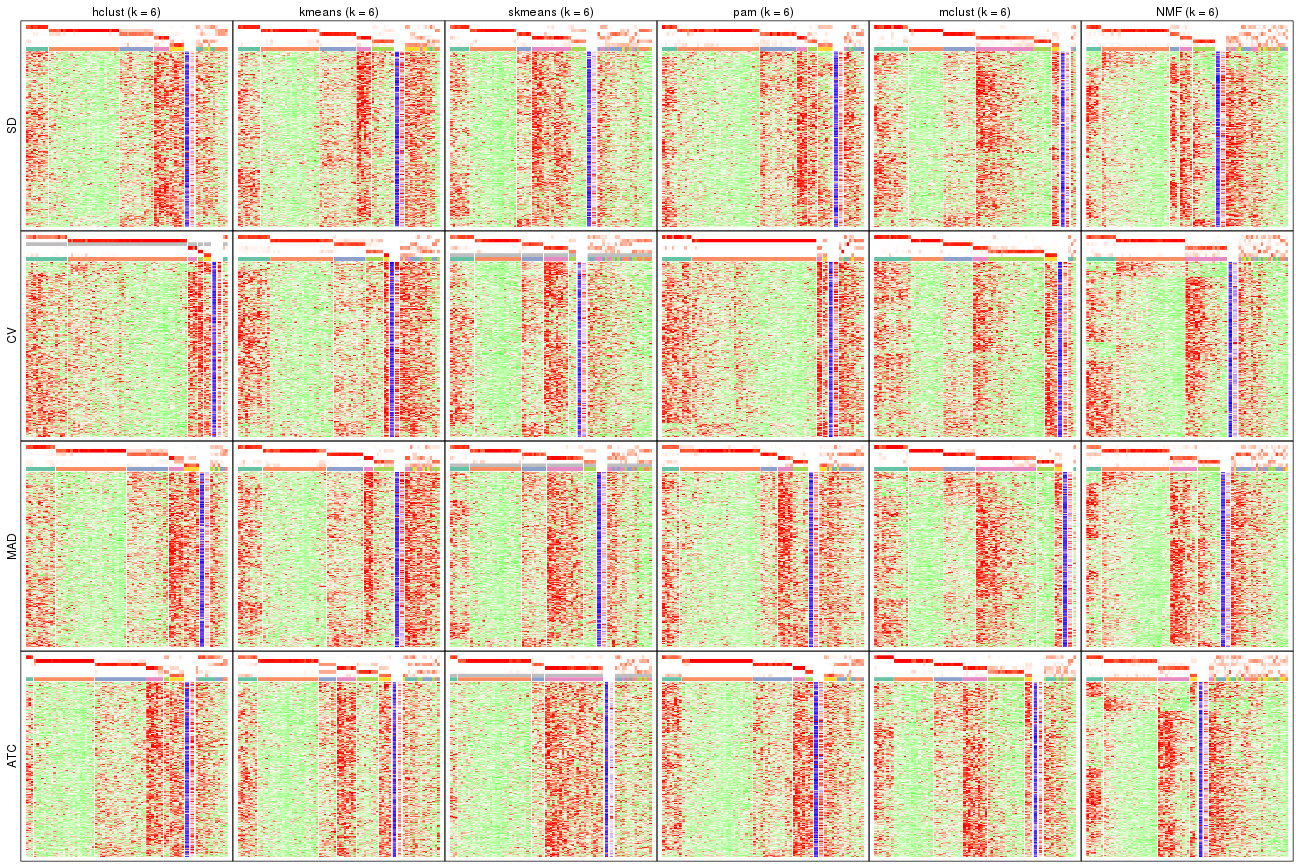 hclust (k = 6) kmeans (k = 6) skmeans (k = 6) pam (k = 6) mclust (k = 6) NMF (k = 6)
SD
CV
MAD
ATC